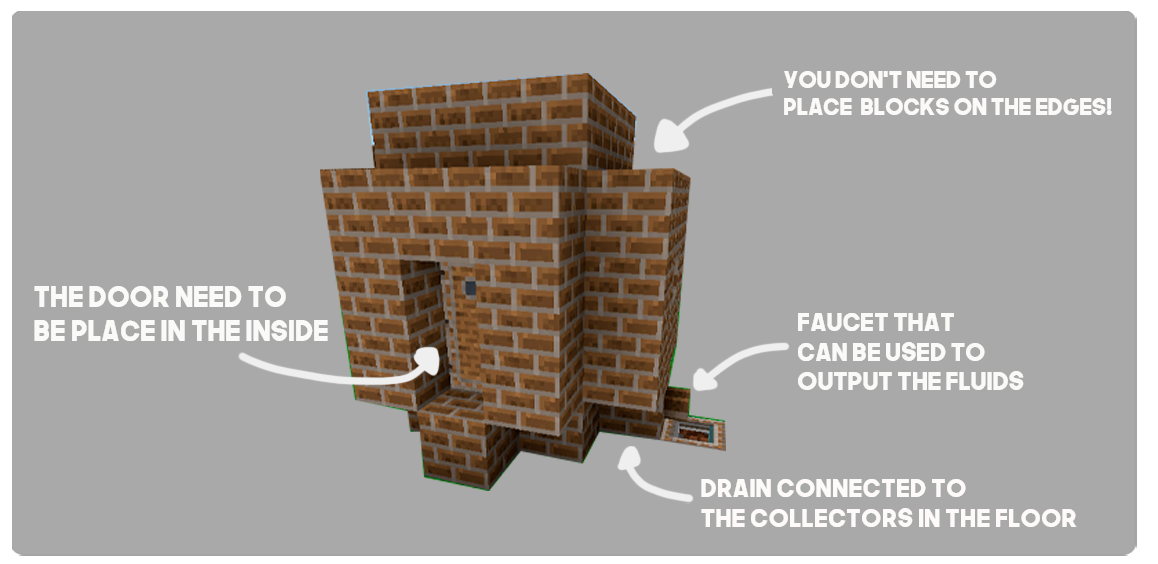 YOU DON'T NEED TO
PLACE BLOCKS ON THE EDGES!
THE DOOR NEED TO
BE PLACE IN THE INSIDE
FAUCET THAT
CAN BE USED TO
OUTPUT THE FLUIDS
DRAIN CONNECTED TO
THE COLLECTORS IN THE FLOOR